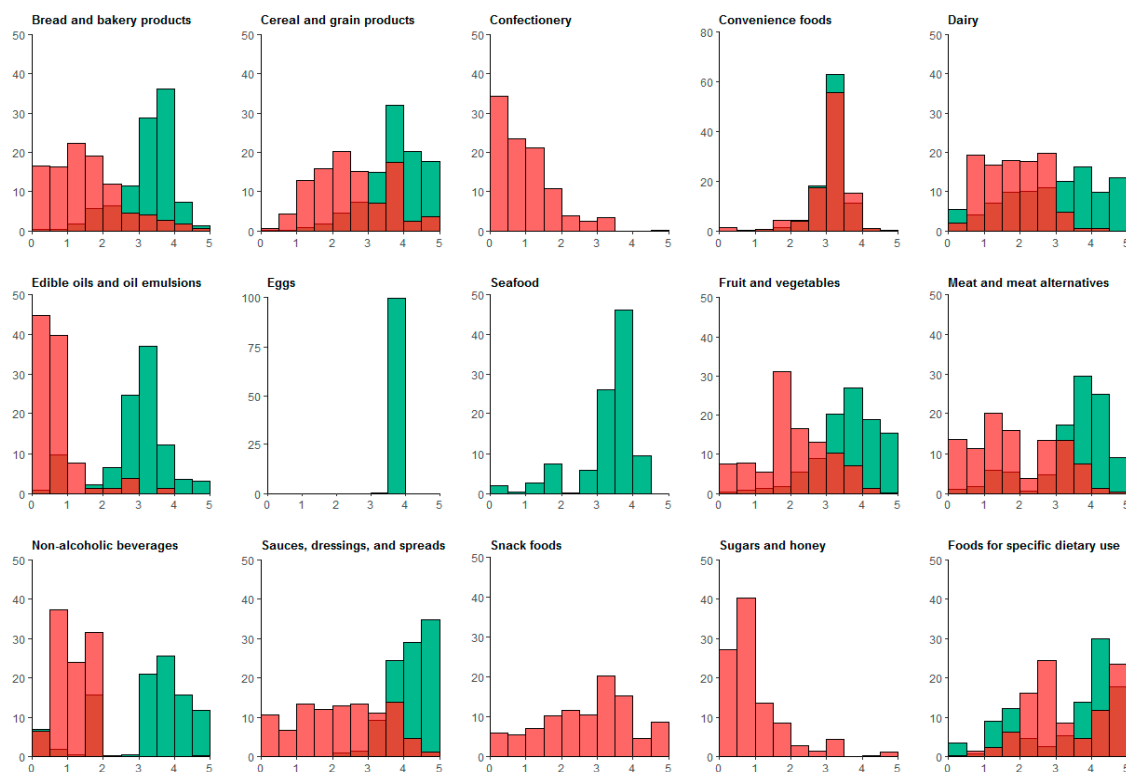 Bread and bakery products
50
40
30
20
10
0
0 1 2 3 4 5
Cereal and grain products
50
40
30
20
10
0
0 1 2 3 4 5
Confectionery
50
40
30
20
10
0
0 1 2 3 4 5
Convenience foods
80
60
40
20
0
0 1 2 3 4 5
Dairy
50
40
30
20
10
0
0 1 2 3 4 5
Edible oils and oil emulsions
50
40
30
20
10
0
0 1 2 3 4 5
Eggs
100
75
50
25
0
0 1 2 3 4 5
Seafood
50
40
30
20
10
0
0 1 2 3 4 5
Fruit and vegetables
50
40
30
20
10
0
0 1 2 3 4 5
Meat and meat alternatives
50
40
30
20
10
0
0 1 2 3 4 5
Non-alcoholic beverages
50
40
30
20
10
0
0 1 2 3 4 5
Sauces, dressings, and spreads
50
40
30
20
10
0
0 1 2 3 4 5
Snack foods
50
40
30
20
10
0
0 1 2 3 4 5
Sugars and honey
50
40
30
20
10
0
0 1 2 3 4 5
Foods for specific dietary use
50
40
30
20
10
0
0 1 2 3 4 5